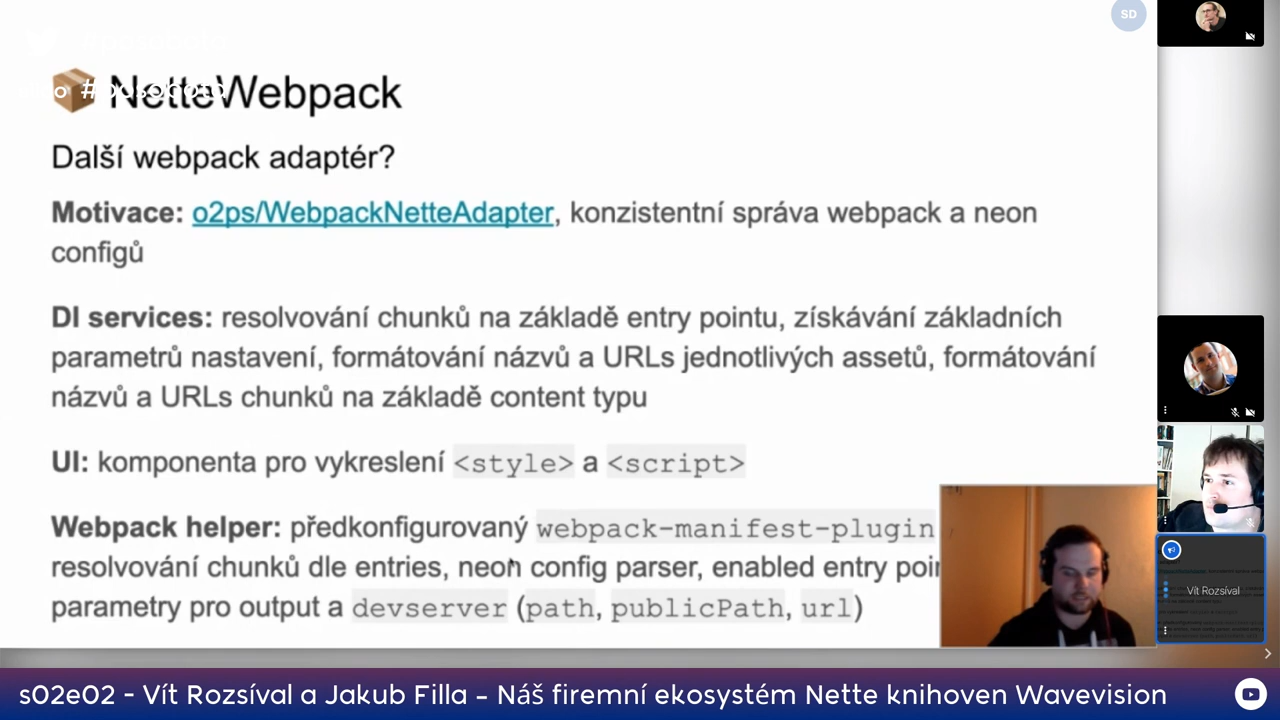 SD
NetteWebpack
Další webpack adaptér?
Motivace: o2ps/WebpackNetteAdapter, konzistentní správa webpack a neon
configů
DI services: resolvování chunků na základě entry pointu, získávání základních
parametrů nastavení, formátování názvů a URLs jednotlivých assetů, formátování
názvů a URLs chunků na základě content typu
UI: komponenta pro vykreslení <style> a <script>
Webpack helper: předkonfigurovaný webpack-manifest-plugin
resolvování chunků dle entries, neon config parser, enabled entry poin
parametry pro output a devserver (path, publicPath, url)
Vít Rozsíval
s02e02 - Vít Rozsíval a Jakub Filla - Náš firemní ekosystém Nette knihoven Wavevision